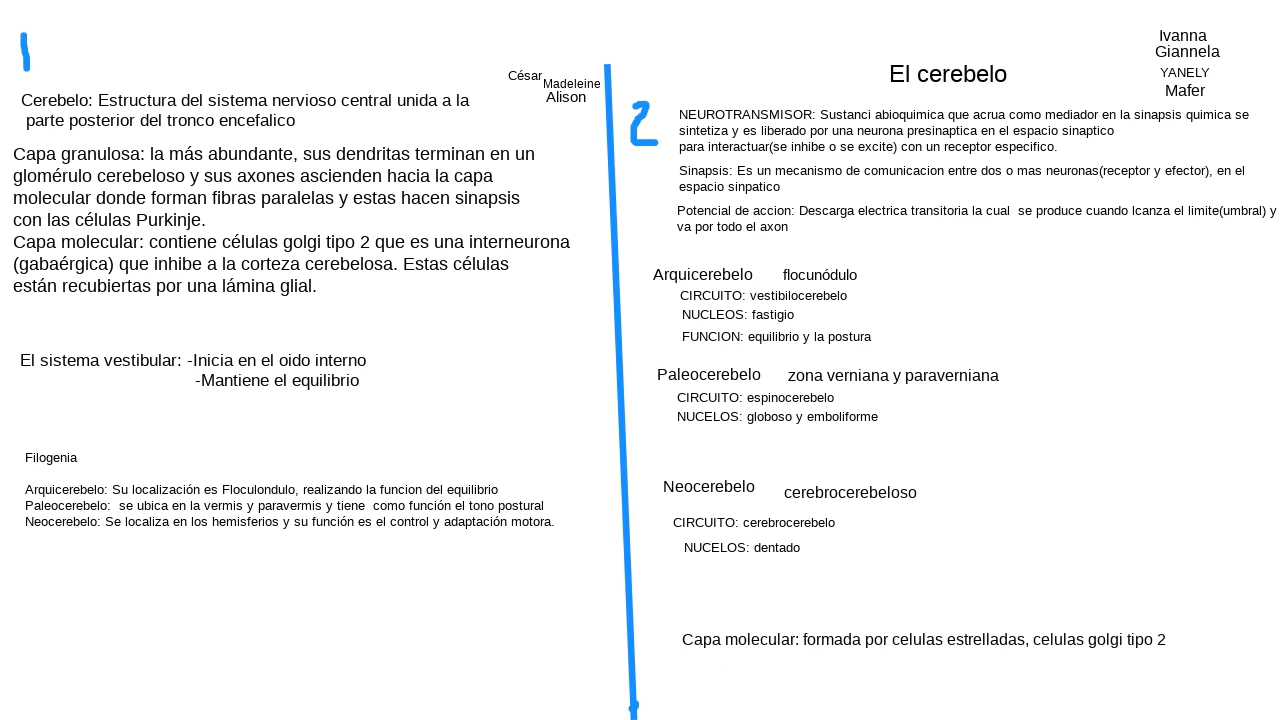 1
César
Madeleine
Alison
Cerebelo: Estructura del sistema nervioso central unida a la
parte posterior del tronco encefalico
Capa granulosa: la más abundante, sus dendritas terminan en un
glomérulo cerebeloso y sus axones ascienden hacia la capa
molecular donde forman fibras paralelas y estas hacen sinapsis
con las células Purkinje.
Capa molecular: contiene células golgi tipo 2 que es una interneurona
(gabaérgica) que inhibe a la corteza cerebelosa. Estas células
están recubiertas por una lámina glial.
El sistema vestibular: -Inicia en el oido interno
-Mantiene el equilibrio
Filogenia
Arquicerebelo: Su localización es Floculondulo, realizando la funcion del equilibrio
Paleocerebelo:  se ubica en la vermis y paravermis y tiene  como función el tono postural
Neocerebelo: Se localiza en los hemisferios y su función es el control y adaptación motora.
2
El cerebelo
Ivanna
Giannela
YANELY
Mafer
NEUROTRANSMISOR: Sustanci abioquimica que acrua como mediador en la sinapsis quimica se
sintetiza y es liberado por una neurona presinaptica en el espacio sinaptico
para interactuar(se inhibe o se excite) con un receptor especifico.
Sinapsis: Es un mecanismo de comunicacion entre dos o mas neuronas(receptor y efector), en el
espacio sinpatico
Potencial de accion: Descarga electrica transitoria la cual  se produce cuando lcanza el limite(umbral) y
va por todo el axon
Arquicerebelo flocunódulo
CIRCUITO: vestibilocerebelo
NUCLEOS: fastigio
FUNCION: equilibrio y la postura
Paleocerebelo zona verniana y paraverniana
CIRCUITO: espinocerebelo
NUCELOS: globoso y emboliforme
Neocerebelo cerebrocerebeloso
CIRCUITO: cerebrocerebelo
NUCELOS: dentado
Capa molecular: formada por celulas estrelladas, celulas golgi tipo 2